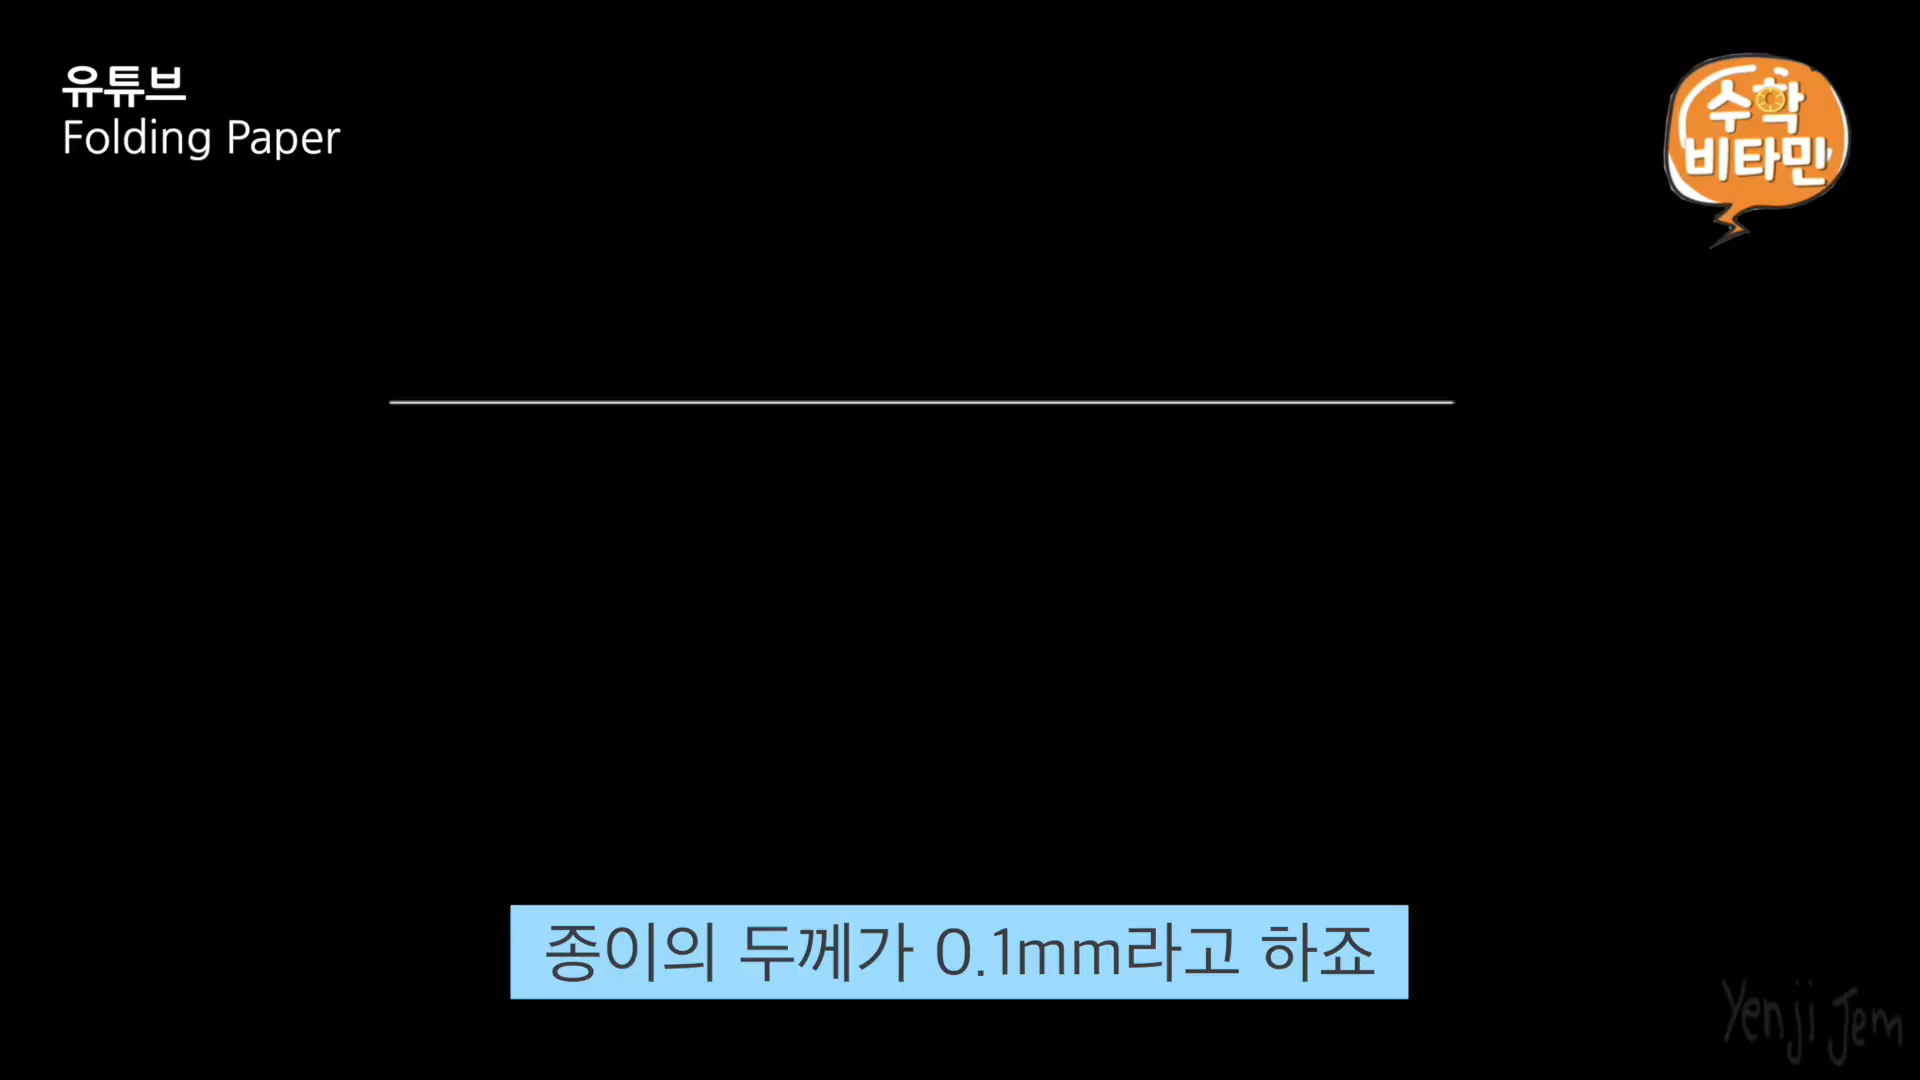 유튜브
Folding Paper
수학
비타민
종이의 두께가 0.1mm라고 하죠
Yenji Jem